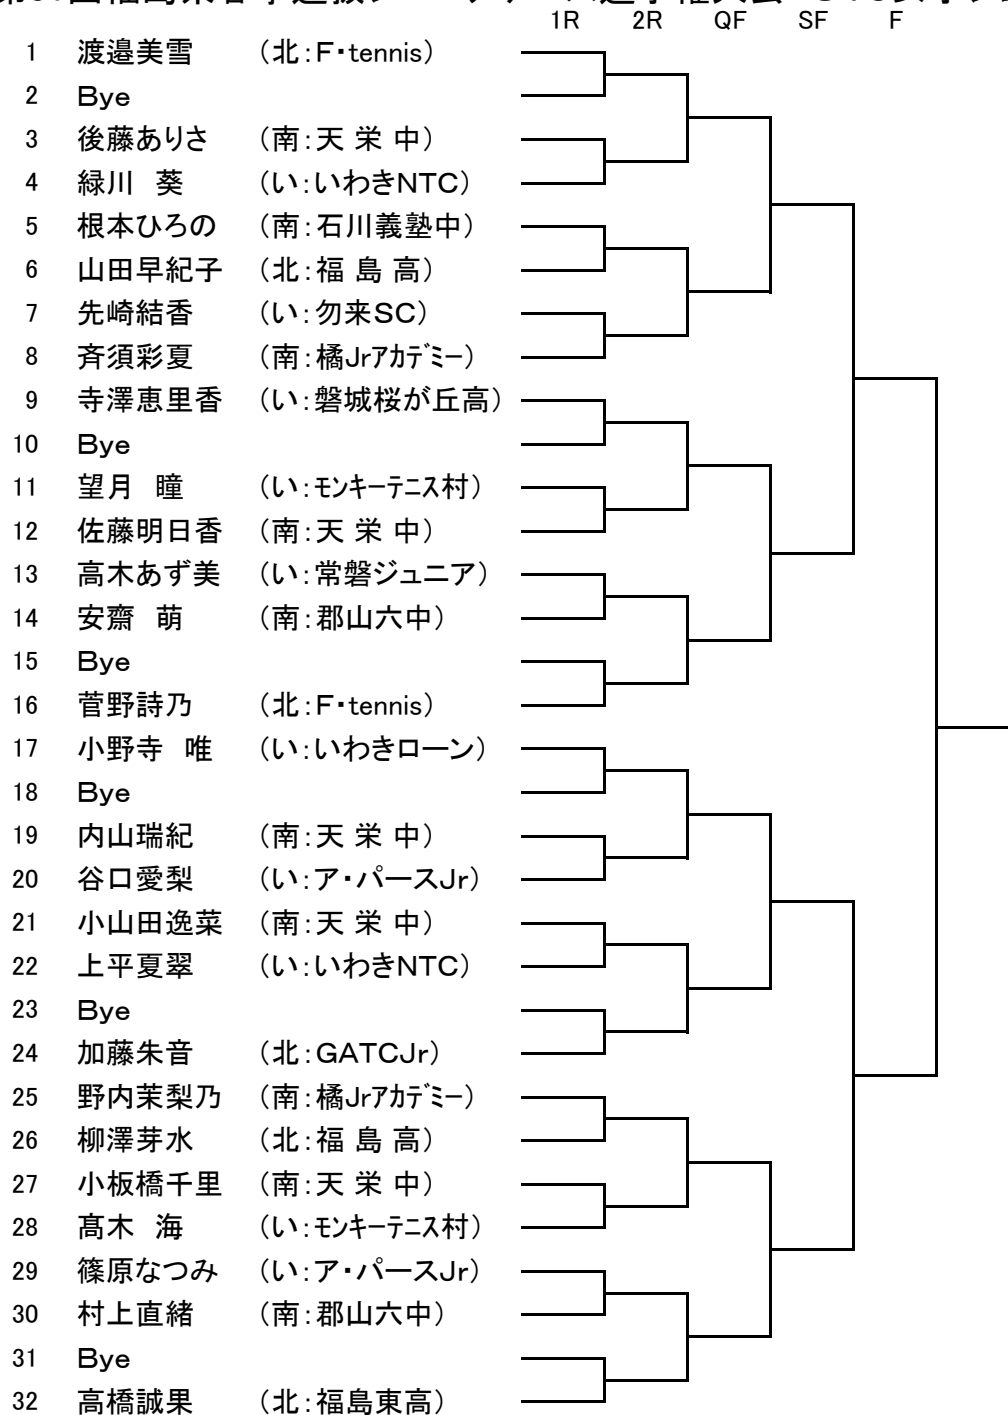 1R 2R QF SF F
1 渡邉美雪 (北:F・tennis)
2 Bye
3 後藤ありさ (南:天 栄 中)
4 緑川 葵 (い:いわきNTC)
5 根本ひろの (南:石川義塾中)
6 山田早紀子 (北:福 島 高)
7 先崎結香 (い:勿来SC)
8 斉須彩夏 (南:橘Jrアカデミー)
9 寺澤恵里香 (い:磐城桜が丘高)
10 Bye
11 望月 瞳 (い:モンキーテニス村)
12 佐藤明日香 (南:天 栄 中)
13 高木あず美 (い:常磐ジュニア)
14 安齋 萌 (南:郡山六中)
15 Bye
16 菅野詩乃 (北:F・tennis)
17 小野寺 唯 (い:いわきローン)
18 Bye
19 内山瑞紀 (南:天 栄 中)
20 谷口愛梨 (い:ア・パースJr)
21 小山田逸菜 (南:天 栄 中)
22 上平夏翠 (い:いわきNTC)
23 Bye
24 加藤朱音 (北:GATCJr)
25 野内茉梨乃 (南:橘Jrアカデミー)
26 柳澤芽水 (北:福 島 高)
27 小板橋千里 (南:天 栄 中)
28 髙木 海 (い:モンキーテニス村)
29 篠原なつみ (い:ア・パースJr)
30 村上直緒 (南:郡山六中)
31 Bye
32 高橋誠果 (北:福島東高)